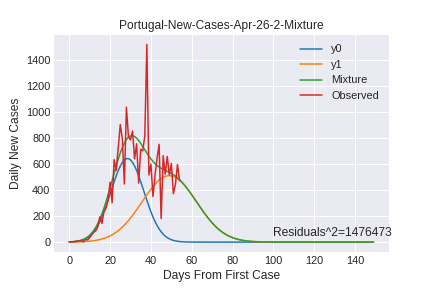 Portugal-New-Cases-Apr-26-2-Mixture
y0
y1
Mixture
Observed
Daily New Cases
1400
1200
1000
800
600
400
200
0
Residuals^2=1476473
0 20 40 60 80 100 120 140
Days From First Case